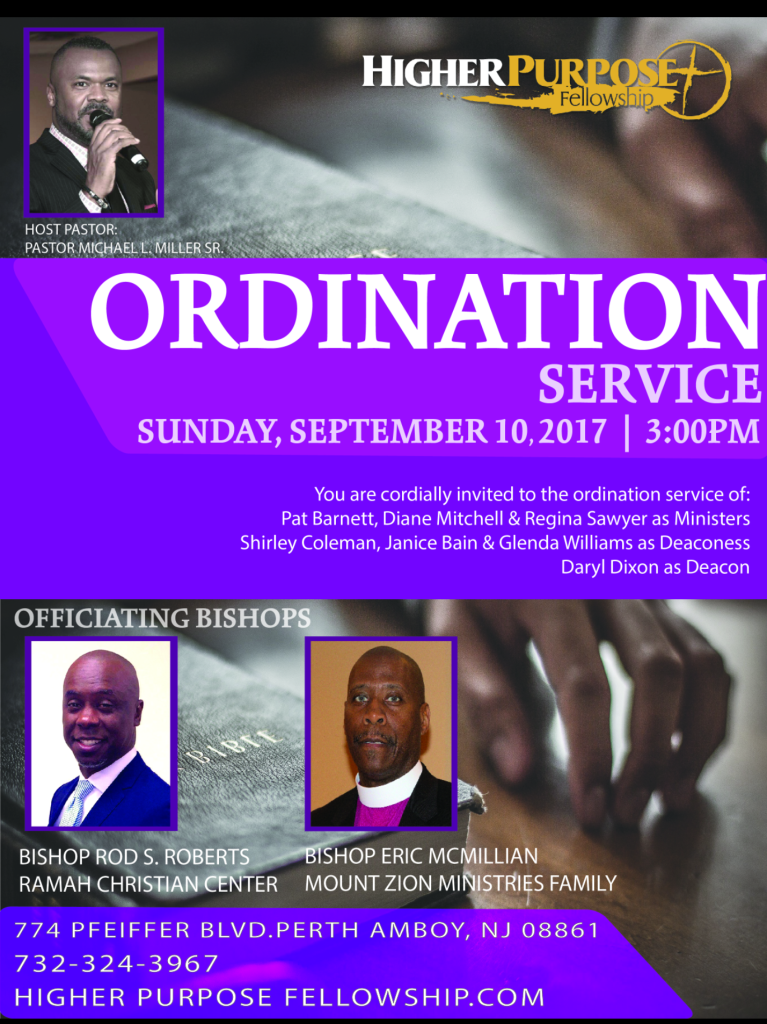 HIGHER PURPOSE
Fellowship
HOST PASTOR:
PASTOR MICHAEL L. MILLER SR.
ORDINATION
SERVICE
SUNDAY, SEPTEMBER 10, 2017 | 3:00PM
You are cordially invited to the ordination service of:
Pat Barnett, Diane Mitchell & Regina Sawyer as Ministers
Shirley Coleman, Janice Bain & Glenda Williams as Deaconess
Daryl Dixon as Deacon
OFFICIATING BISHOPS
BISHOP ROD S. ROBERTS
RAMAH CHRISTIAN CENTER
BISHOP ERIC MCMILLIAN
MOUNT ZION MINISTRIES FAMILY
774 PFEIFFER BLVD.PERTH AMBOY, NJ 08861
732-324-3967
HIGHER PURPOSE FELLOWSHIP.COM